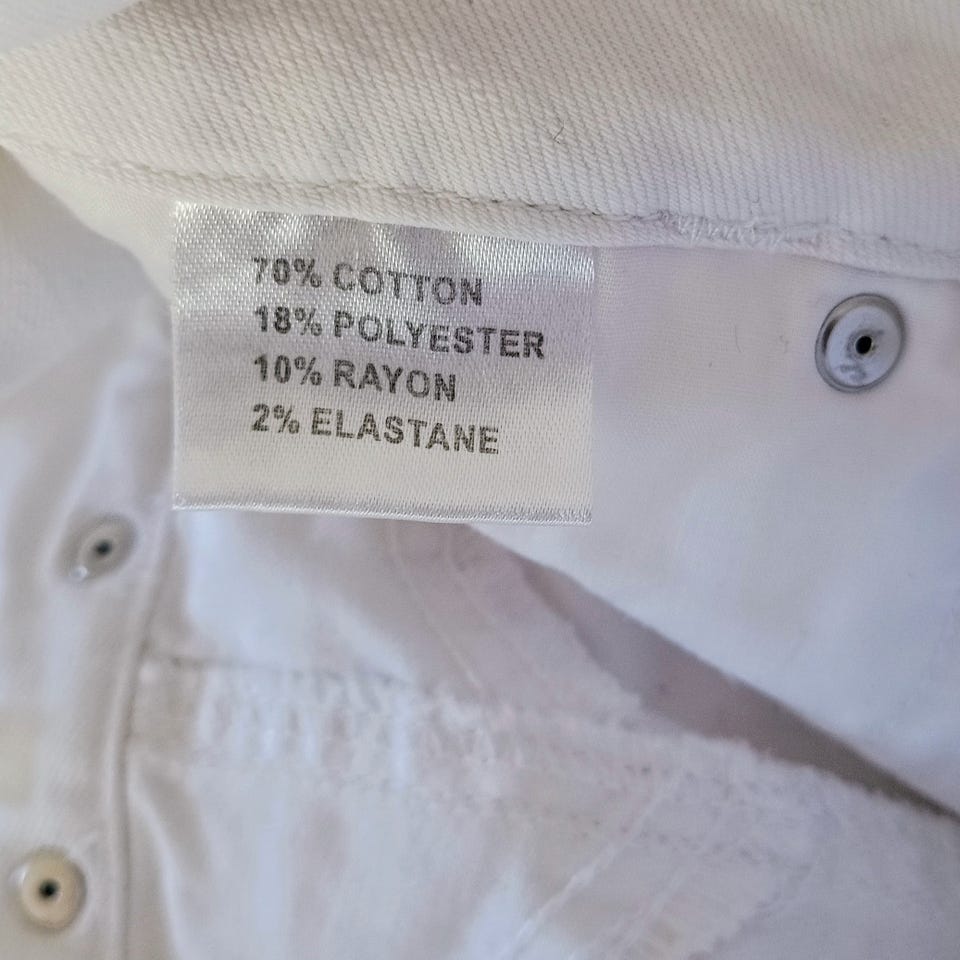 70% COTTON
18% POLYESTER
10% RAYON
2% ELASTANE